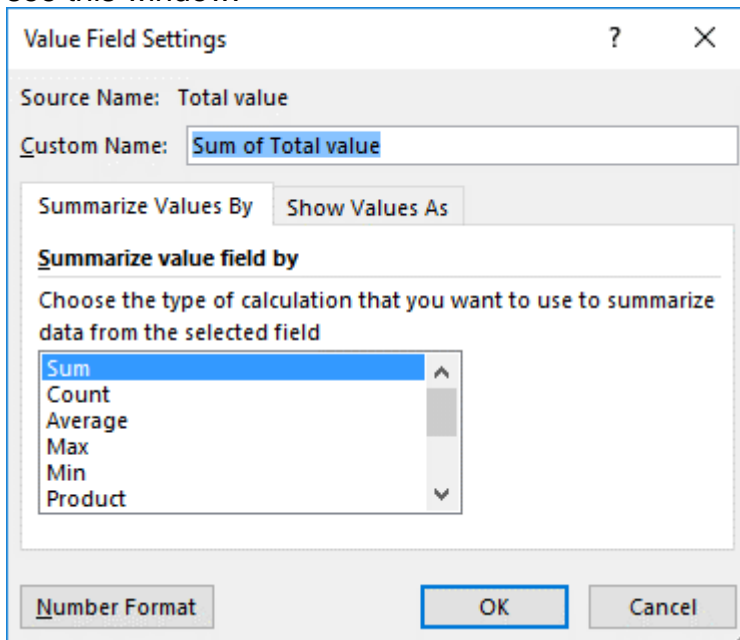 Value Field Settings ? ×
Source Name: Total value
Custom Name: Sum of Total value
Summarize Values By Show Values As
Summarize value field by
Choose the type of calculation that you want to use to summarize
data from the selected field
Sum
Count
Average
Max
Min
Product
Number Format OK Cancel